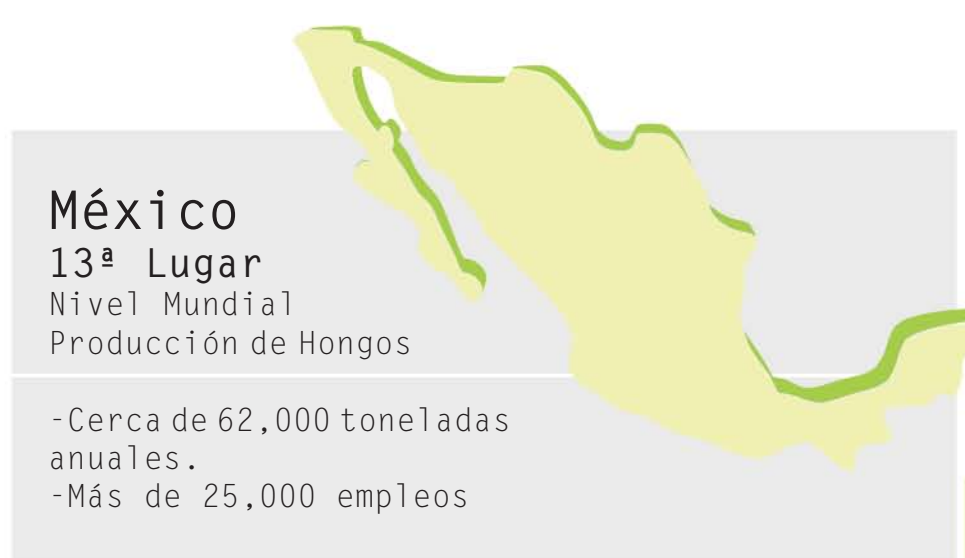 México
13ª Lugar
Nivel Mundial
Producción de Hongos
-Cerca de 62,000 toneladas
anuales.
-Más de 25,000 empleos